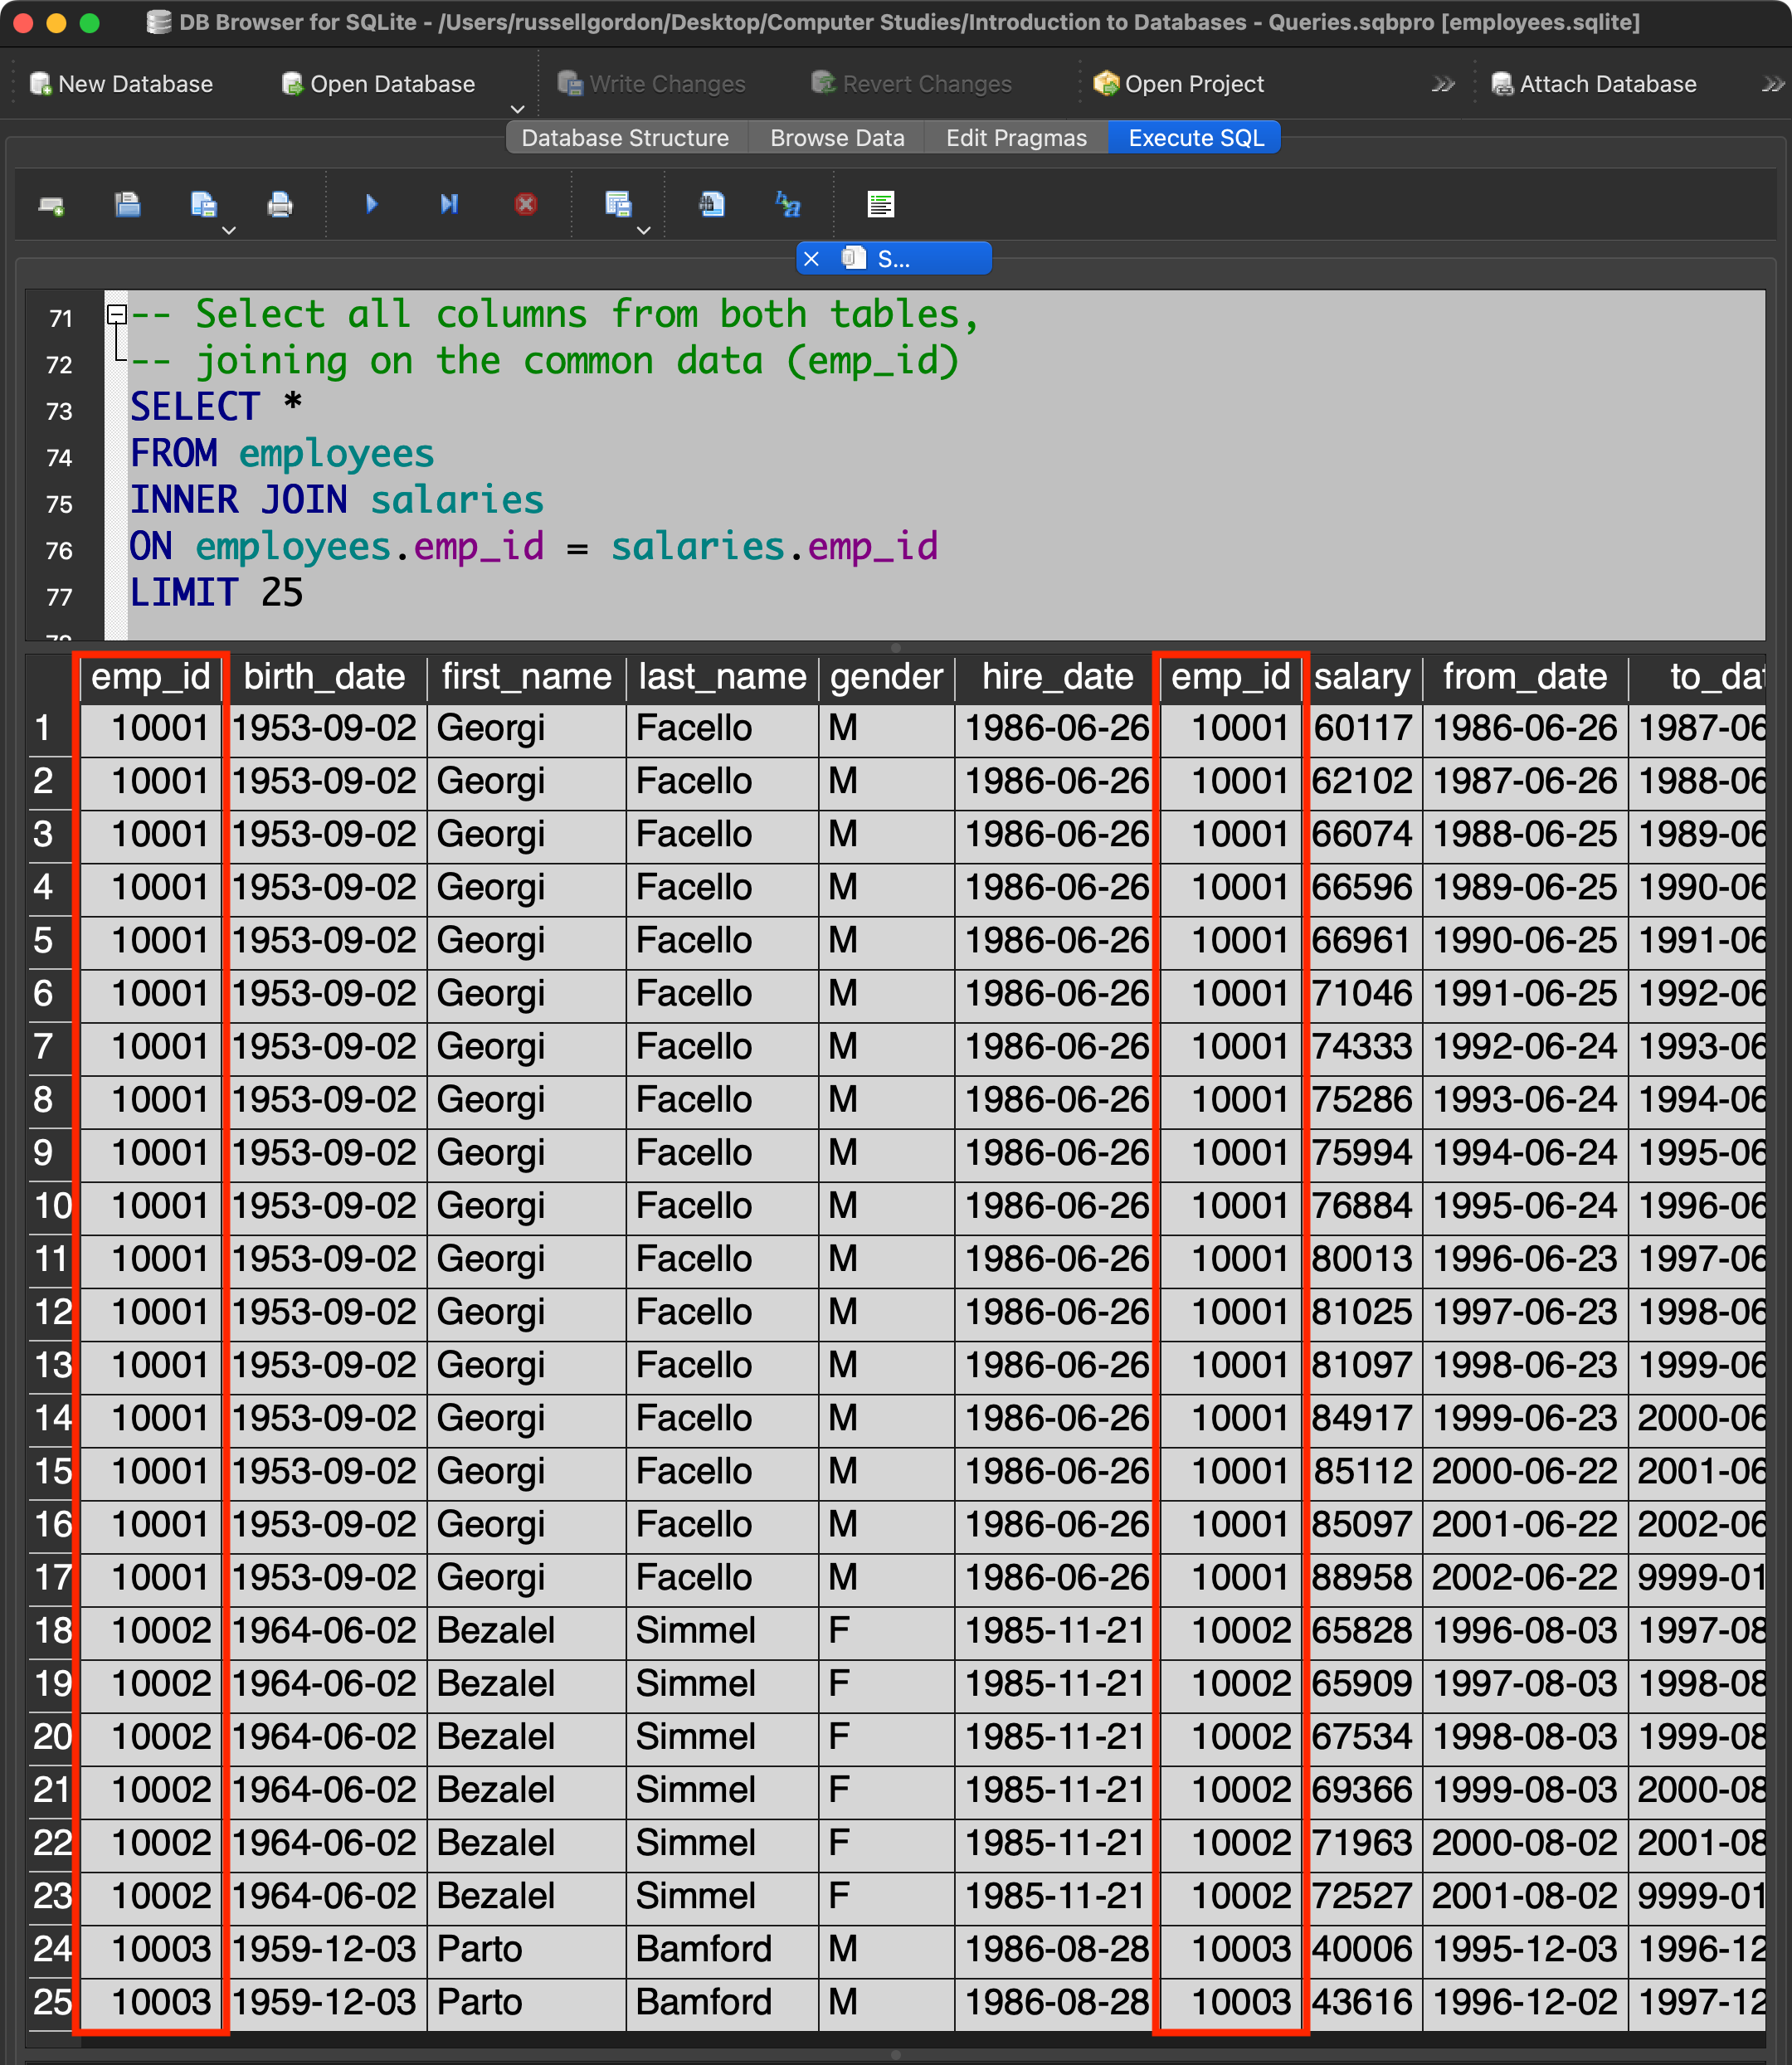 DB Browser for SQLite - /Users/russellgordon/Desktop/Computer Studies/Introduction to Databases - Queries.sqbpro [employees.sqlite]
New Database Open Database Write Changes Revert Changes Open Project Attach Database
Database Structure Browse Data Edit Pragmas Execute SQL
S...
71 -- Select all columns from both tables,
72 -- joining on the common data (emp_id)
73 SELECT *
74 FROM employees
75 INNER JOIN salaries
76 ON employees.emp_id = salaries.emp_id
77 LIMIT 25
emp_id birth_date first_name last_name gender hire_date emp_id salary from_date to_dat
1 10001 1953-09-02 Georgi Facello M 1986-06-26 10001 60117 1986-06-26 1987-06
2 10001 1953-09-02 Georgi Facello M 1986-06-26 10001 62102 1987-06-26 1988-06
3 10001 1953-09-02 Georgi Facello M 1986-06-26 10001 66074 1988-06-25 1989-06
4 10001 1953-09-02 Georgi Facello M 1986-06-26 10001 66596 1989-06-25 1990-06
5 10001 1953-09-02 Georgi Facello M 1986-06-26 10001 66961 1990-06-25 1991-06
6 10001 1953-09-02 Georgi Facello M 1986-06-26 10001 71046 1991-06-25 1992-06
7 10001 1953-09-02 Georgi Facello M 1986-06-26 10001 74333 1992-06-24 1993-06
8 10001 1953-09-02 Georgi Facello M 1986-06-26 10001 75286 1993-06-24 1994-06
9 10001 1953-09-02 Georgi Facello M 1986-06-26 10001 75994 1994-06-24 1995-06
10 10001 1953-09-02 Georgi Facello M 1986-06-26 10001 76884 1995-06-24 1996-06
11 10001 1953-09-02 Georgi Facello M 1986-06-26 10001 80013 1996-06-23 1997-06
12 10001 1953-09-02 Georgi Facello M 1986-06-26 10001 81025 1997-06-23 1998-06
13 10001 1953-09-02 Georgi Facello M 1986-06-26 10001 81097 1998-06-23 1999-06
14 10001 1953-09-02 Georgi Facello M 1986-06-26 10001 84917 1999-06-23 2000-06
15 10001 1953-09-02 Georgi Facello M 1986-06-26 10001 85112 2000-06-22 2001-06
16 10001 1953-09-02 Georgi Facello M 1986-06-26 10001 85097 2001-06-22 2002-06
17 10001 1953-09-02 Georgi Facello M 1986-06-26 10001 88958 2002-06-22 9999-01
18 10002 1964-06-02 Bezalel Simmel F 1985-11-21 10002 65828 1996-08-03 1997-08
19 10002 1964-06-02 Bezalel Simmel F 1985-11-21 10002 65909 1997-08-03 1998-08
20 10002 1964-06-02 Bezalel Simmel F 1985-11-21 10002 67534 1998-08-03 1999-08
21 10002 1964-06-02 Bezalel Simmel F 1985-11-21 10002 69366 1999-08-03 2000-08
22 10002 1964-06-02 Bezalel Simmel F 1985-11-21 10002 71963 2000-08-02 2001-08
23 10002 1964-06-02 Bezalel Simmel F 1985-11-21 10002 72527 2001-08-02 9999-01
24 10003 1959-12-03 Parto Bamford M 1986-08-28 10003 40006 1995-12-03 1996-12
25 10003 1959-12-03 Parto Bamford M 1986-08-28 10003 43616 1996-12-02 1997-12